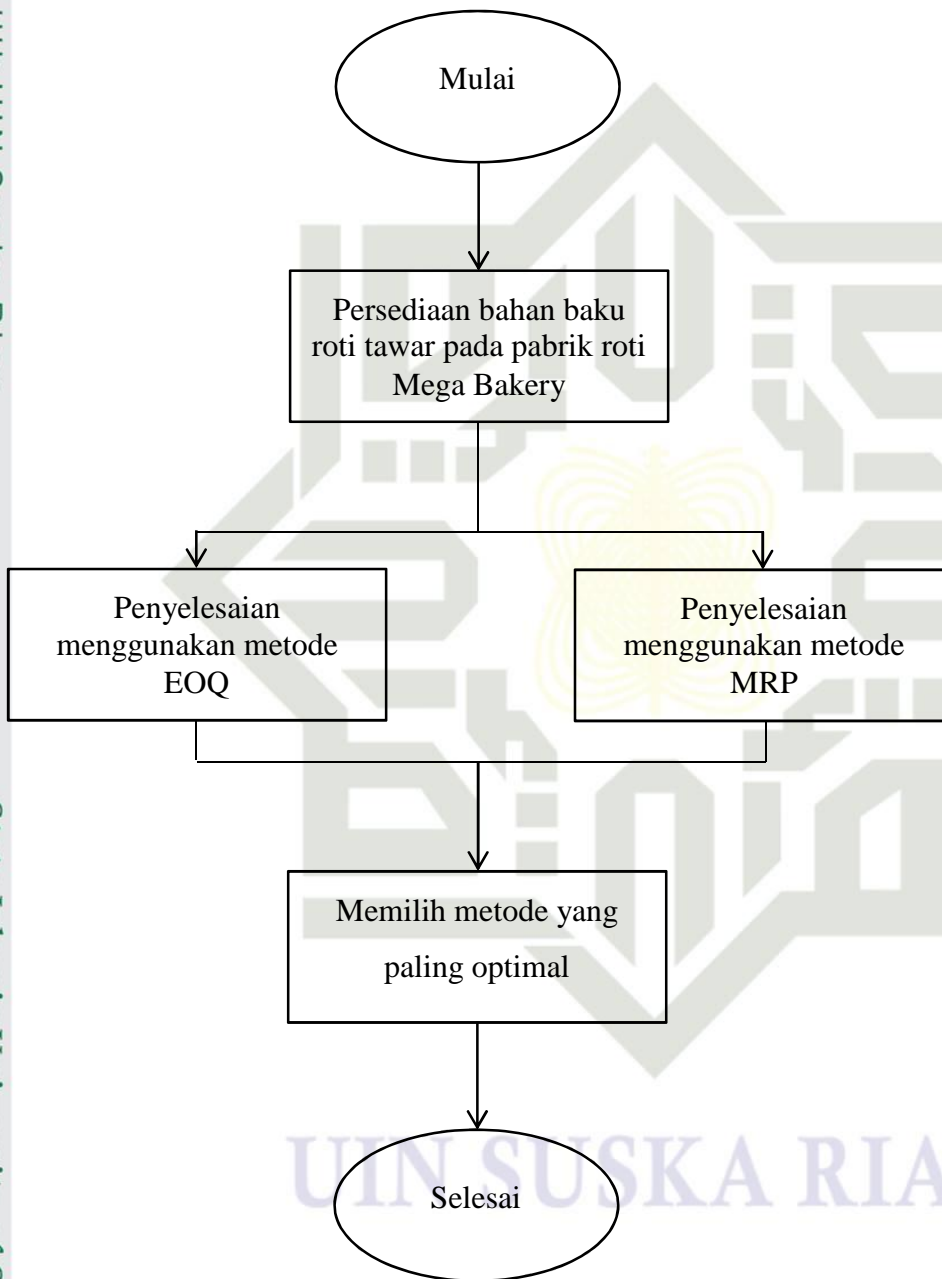 Mulai
Persediaan bahan baku
roti tawar pada pabrik roti
Mega Bakery
Penyelesaian
menggunakan metode
EOQ
Penyelesaian
menggunakan metode
MRP
Memilih metode yang
paling optimal
UIN SUSKA RIA
Selesai